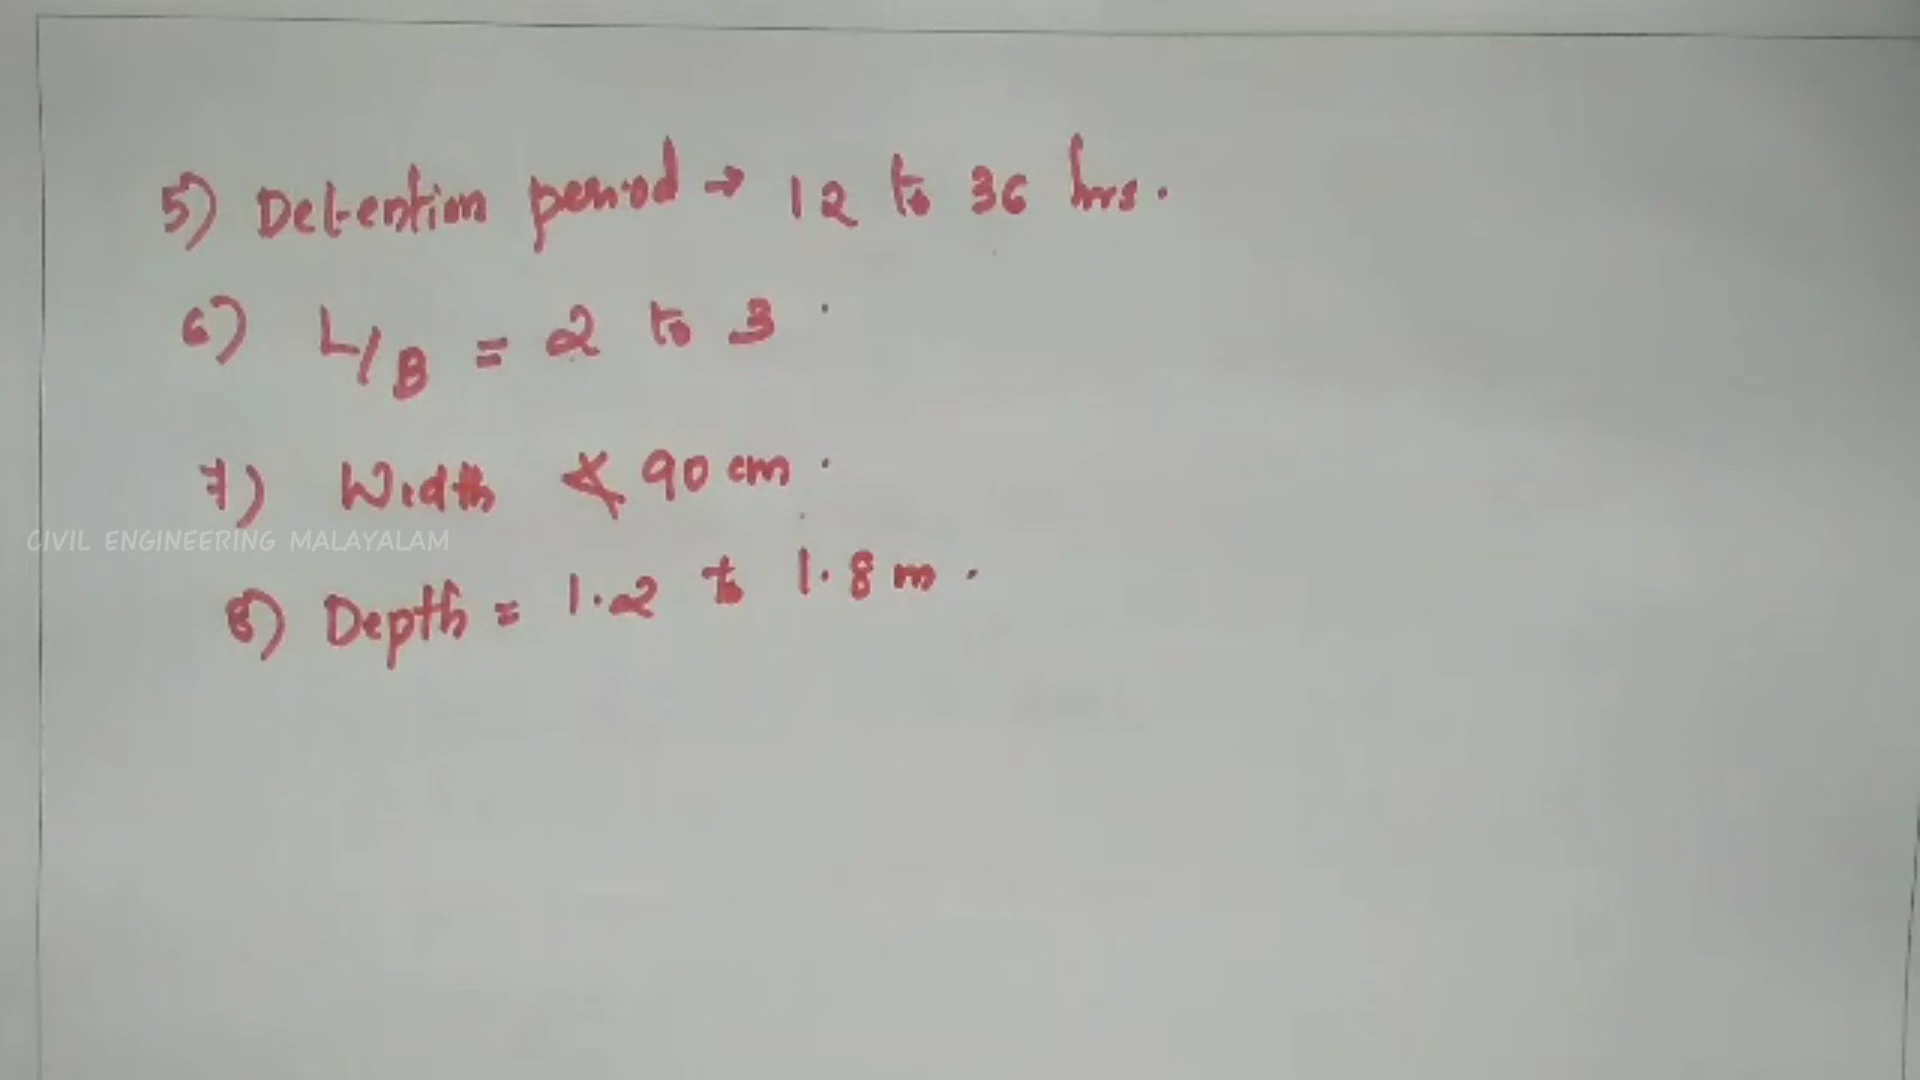 5) Detention period → 12 to 36 hrs.
6) L/B = 2 to 3.
7) Width ≮ 90 cm.
CIVIL ENGINEERING MALAYALAM
8) Depth = 1.2 to 1.8 m.